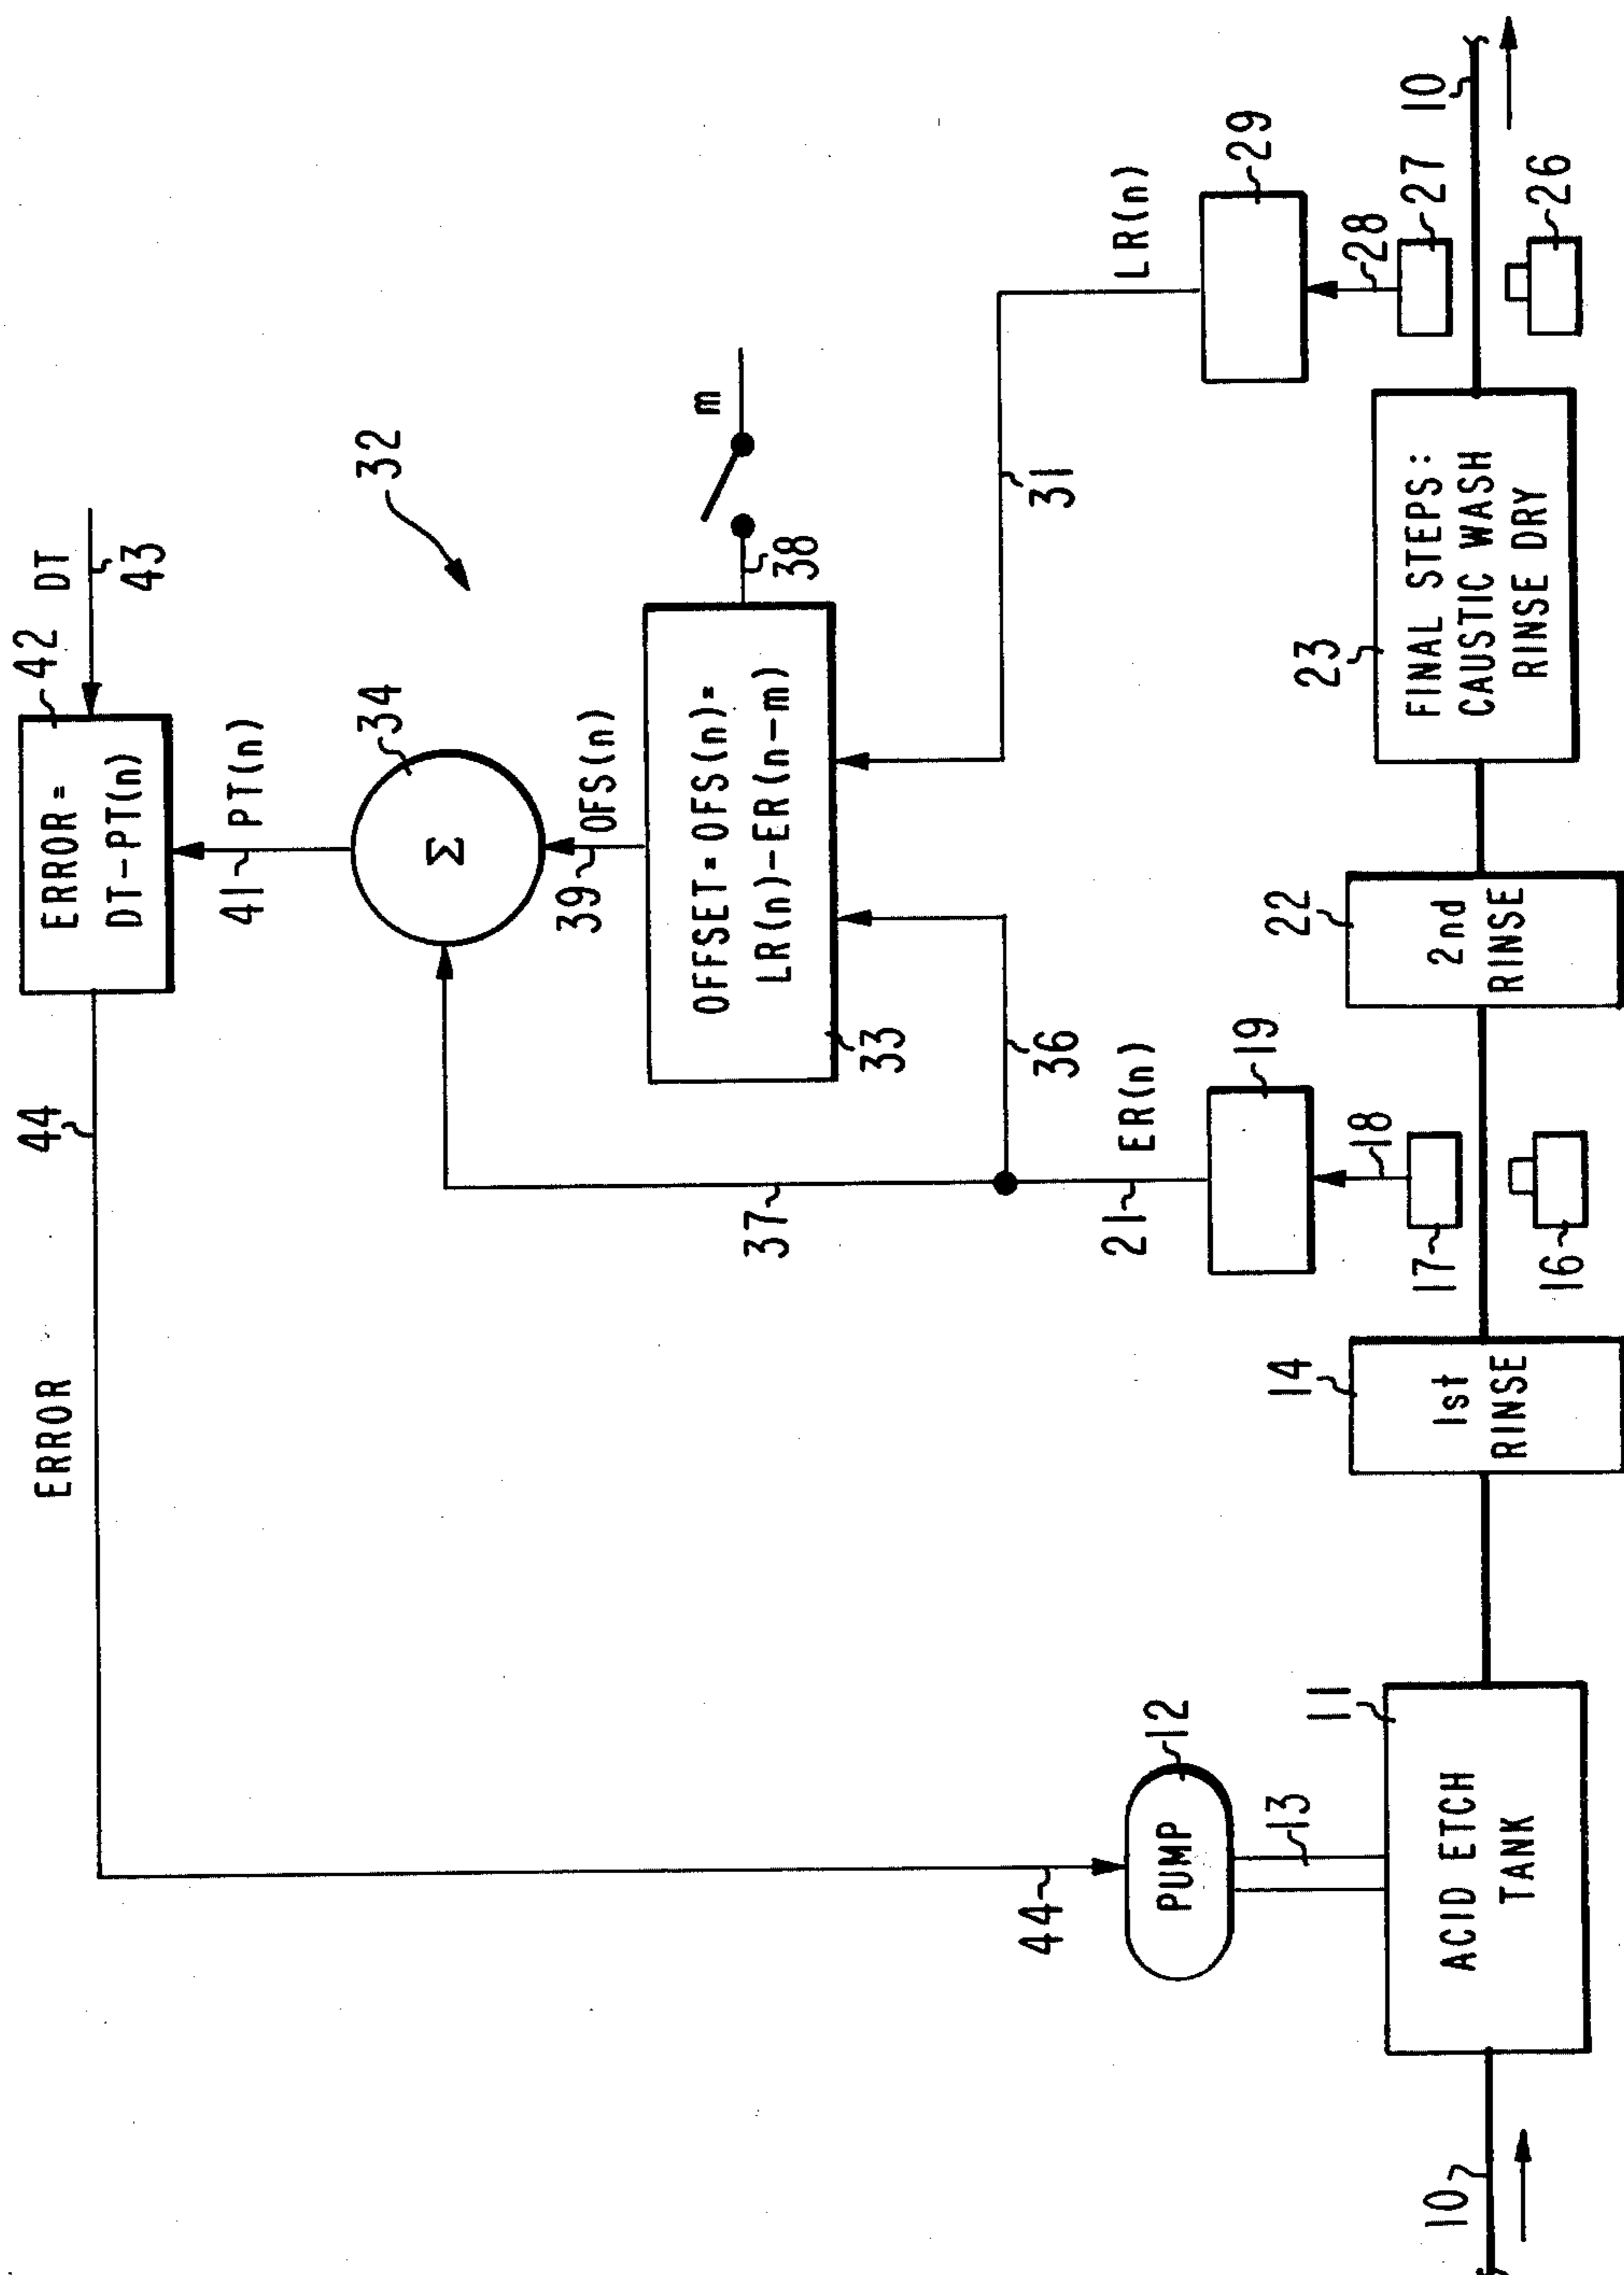 ERROR
44
ERROR=
DT-PT(n)
42
DT
43
41
PT(n)
34
Σ
32
39
OFS(n)
OFFSET=OFS(n)=
LR(n)-ER(n-m)
33
38
m
37
36
31
44
PUMP
12
13
21
ER(n)
19
18
17
16
LR(n)
29
28
27
26
10
ACID ETCH
TANK
11
1st
RINSE
14
2nd
RINSE
22
FINAL STEPS:
CAUSTIC WASH
RINSE DRY
23
10